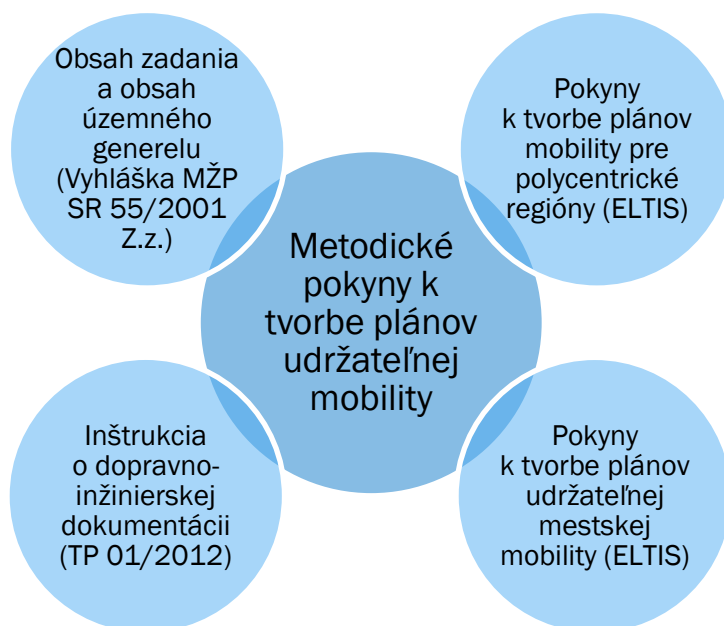 Obsah zadania
a obsah
územného
generelu
(Vyhláška MŽP
SR 55/2001
Z.z.)
Pokyny
k tvorbe plánov
mobility pre
polycentrické
regióny (ELTIS)
Metodické
pokyny k
tvorbe plánov
udržateľnej
mobility
Inštrukcia
o dopravno-
inžinierskej
dokumentácii
(TP 01/2012)
Pokyny
k tvorbe plánov
udržateľnej
mestskej
mobility (ELTIS)